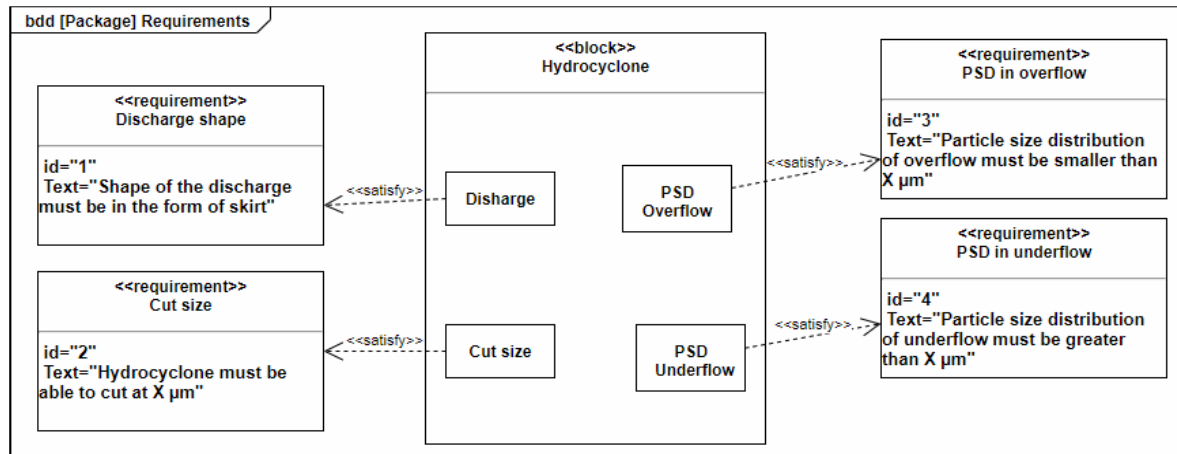 bdd [Package] Requirements
<<requirement>>
Discharge shape
id="1"
Text="Shape of the discharge
must be in the form of skirt"
<<satisfy>>
<<requirement>>
Cut size
id="2"
Text="Hydrocyclone must be
able to cut at X µm"
<<satisfy>>
<<block>>
Hydrocyclone
Disharge
PSD
Overflow
Cut size
PSD
Underflow
<<satisfy>>
<<requirement>>
PSD in overflow
id="3"
Text="Particle size distribution
of overflow must be smaller than
X µm"
<<satisfy>>
<<requirement>>
PSD in underflow
id="4"
Text="Particle size distribution
of underflow must be greater
than X µm"